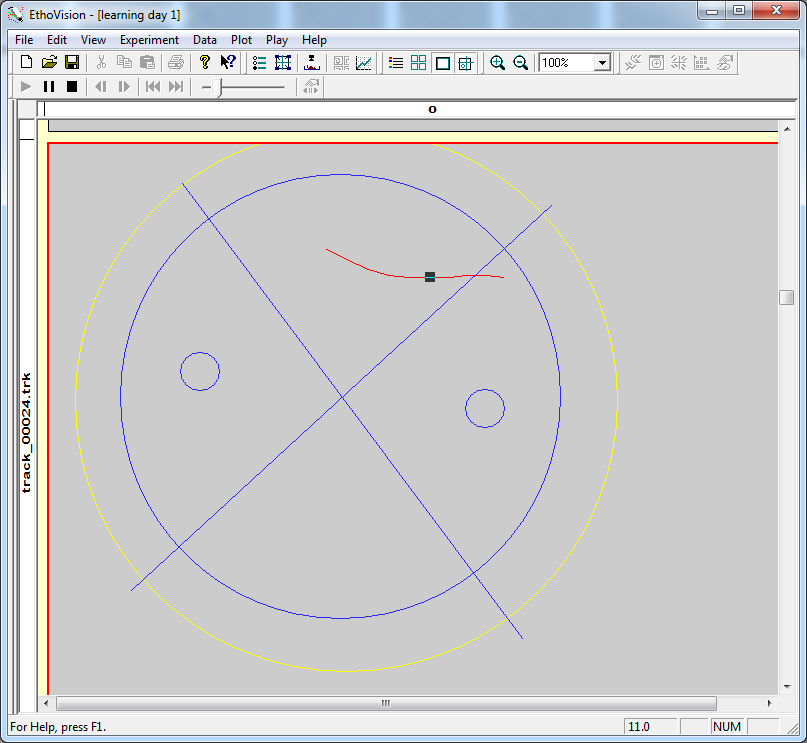 EthoVision - [learning day 1]
File Edit View Experiment Data Plot Play Help
100%
o
track_00024.trk
For Help, press F1.
11.0
NUM